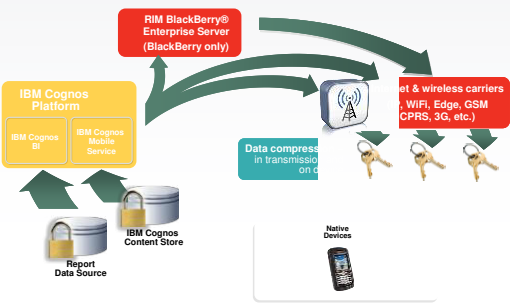 RIM BlackBerry®
Enterprise Server
(BlackBerry only)
IBM Cognos
Platform
IBM Cognos
BI
IBM Cognos
Mobile
Service
et & wireless carriers
WiFi, Edge, GSM
CPRS, 3G, etc.)
Data compress
in transmissio
on d
IBM Cognos
Content Store
Report
Data Source
Native
Devices